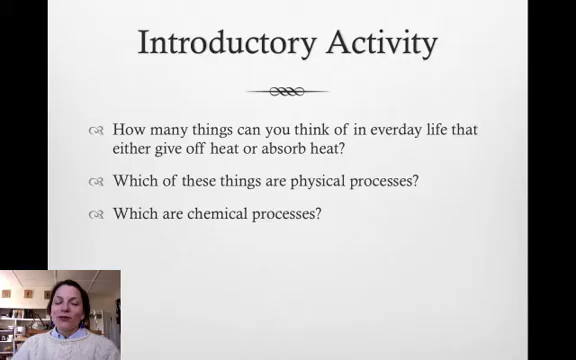 Introductory Activity
How many things can you think of in everday life that
either give off heat or absorb heat?
Which of these things are physical processes?
Which are chemical processes?